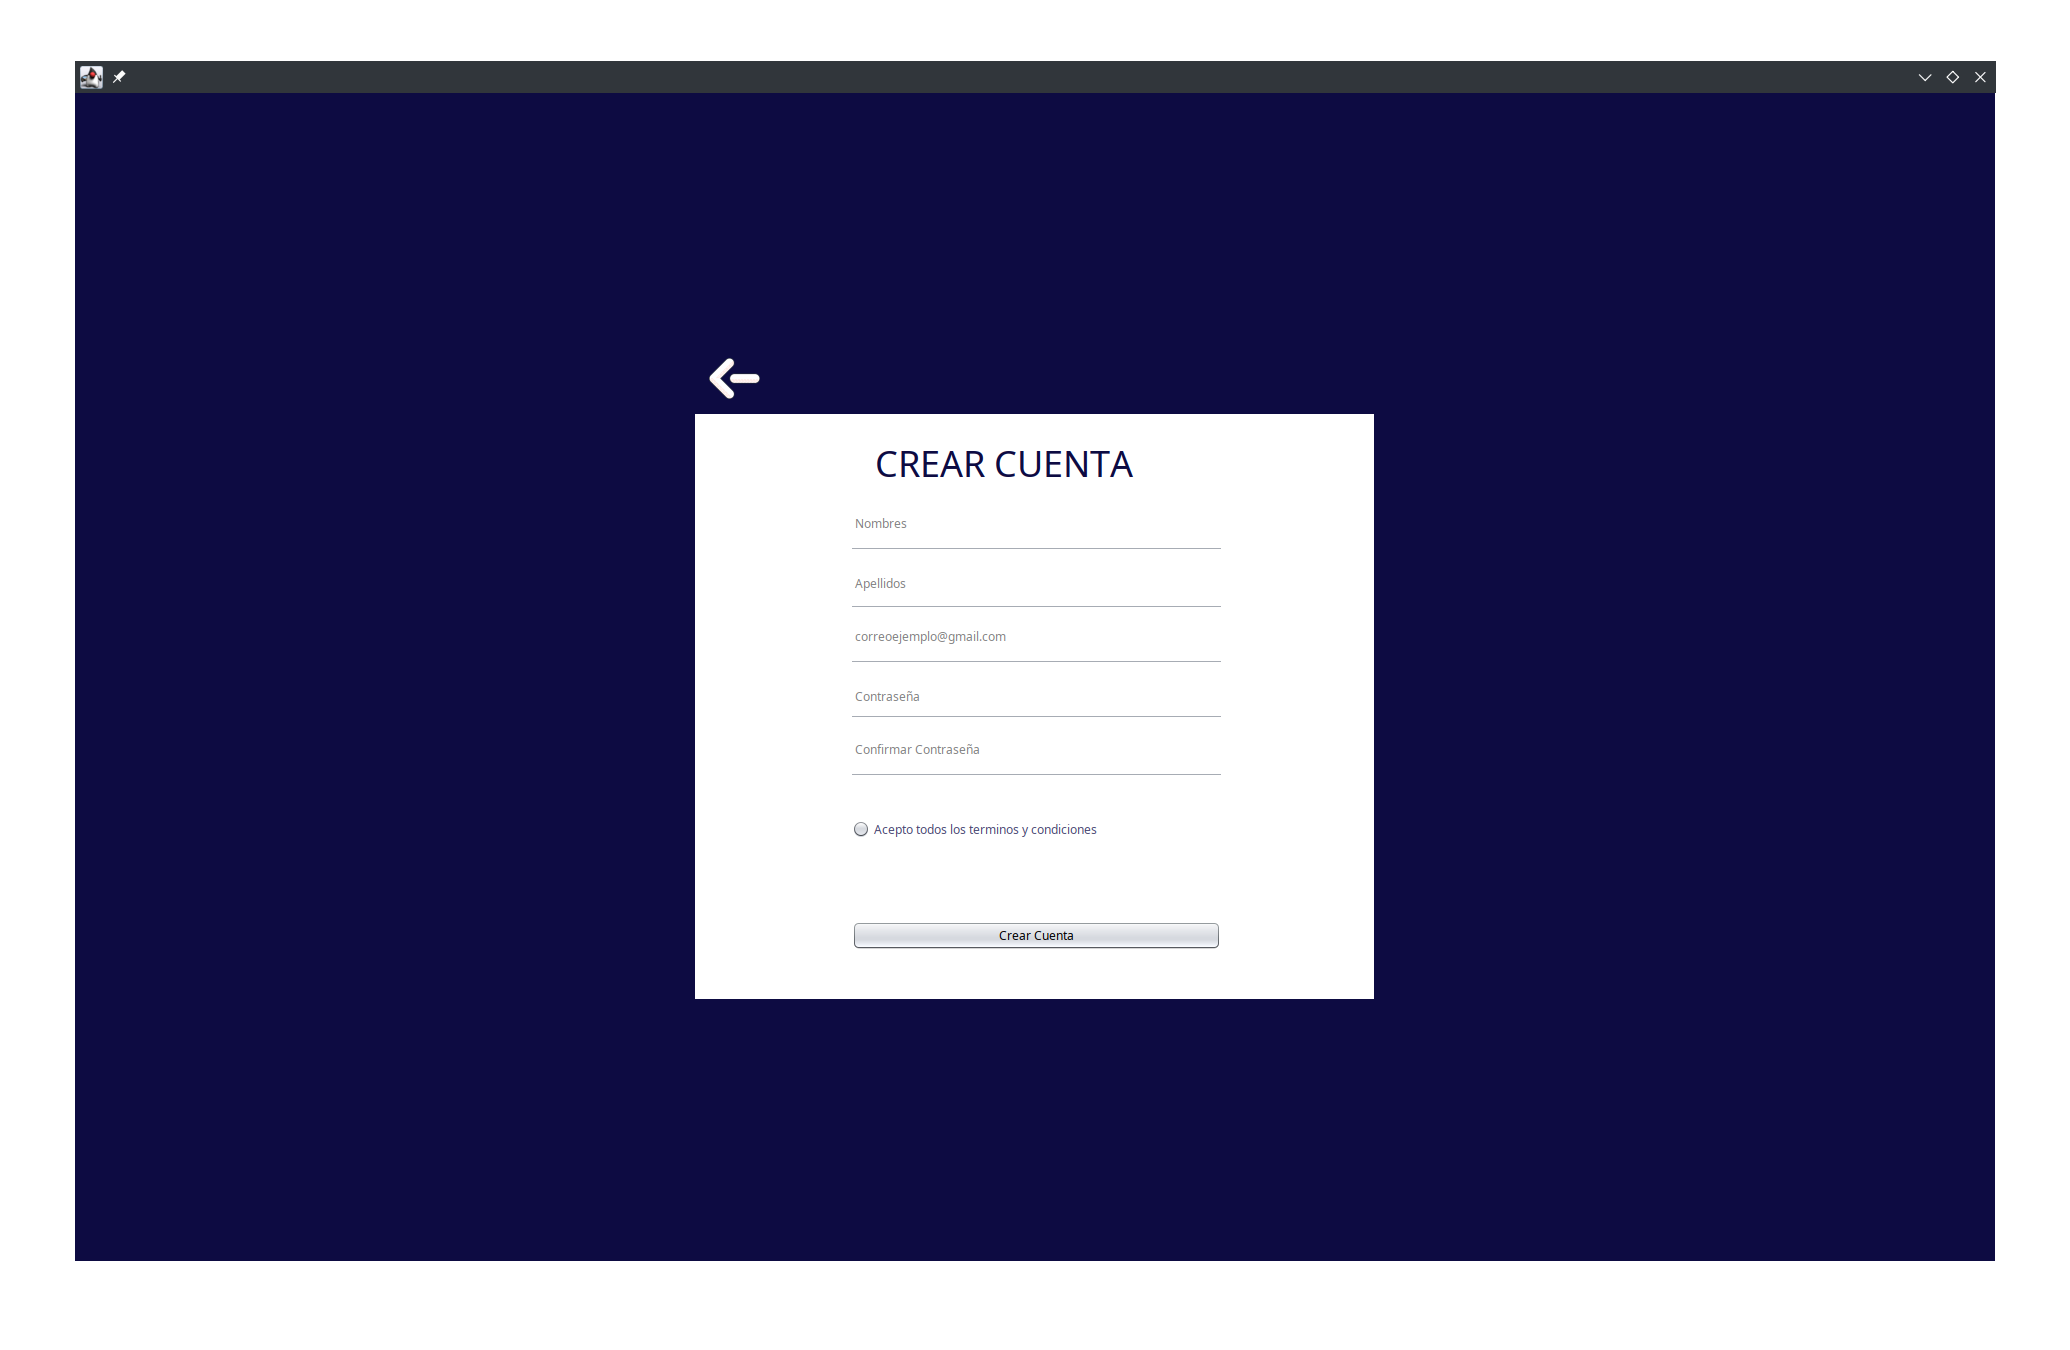 CREAR CUENTA
Nombres
Apellidos
correoejemplo@gmail.com
Contraseña
Confirmar Contraseña
Acepto todos los terminos y condiciones
Crear Cuenta